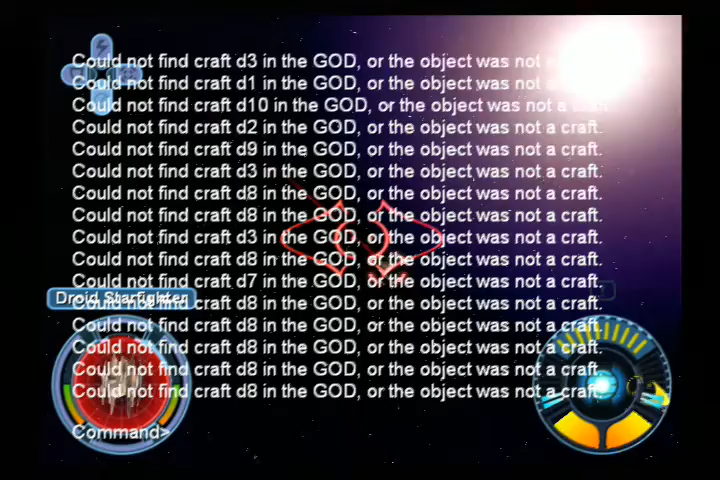 Could not find craft d3 in the GOD, or the object was not a
Could not find craft d1 in the GOD, or the object was not a craft.
Could not find craft d10 in the GOD, or the object was not a craft.
Could not find craft d2 in the GOD, or the object was not a craft.
Could not find craft d9 in the GOD, or the object was not a craft.
Could not find craft d3 in the GOD, or the object was not a craft.
Could not find craft d8 in the GOD, or the object was not a craft.
Could not find craft d8 in the GOD, or the object was not a craft.
Could not find craft d3 in the GOD, or the object was not a craft.
Could not find craft d8 in the GOD, or the object was not a craft.
Could not find craft d7 in the GOD, or the object was not a craft.
Droid Starfighter
Could not find craft d8 in the GOD, or the object was not a craft.
Could not find craft d8 in the GOD, or the object was not a craft.
Could not find craft d8 in the GOD, or the object was not a craft.
Could not find craft d8 in the GOD, or the object was not a craft.
Could not find craft d8 in the GOD, or the object was not a craft.
Command>